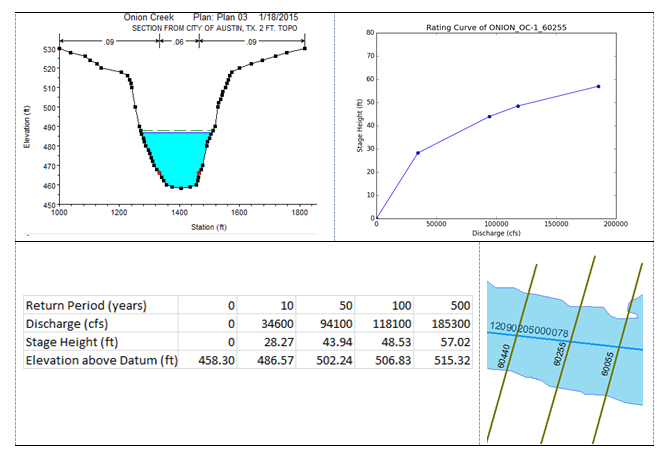 Onion Creek Plan: Plan 03 1/18/2015
SECTION FROM CITY OF AUSTIN, TX. 2 FT. TOPO
.09 .06 .09
530
520
510
500
490
480
470
460
450
Elevation (ft)
1000 1200 1400 1600 1800
Station (ft)
Rating Curve of ONION_OC-1_60255
80
70
60
50
40
30
20
10
0
Stage Height (ft)
0 50000 100000 150000 200000
Discharge (cfs)
Return Period (years) 0 10 50 100 500
Discharge (cfs) 0 34600 94100 118100 185300
Stage Height (ft) 0 28.27 43.94 48.53 57.02
Elevation above Datum (ft) 458.30 486.57 502.24 506.83 515.32
12090205000078
60440
60255
60055